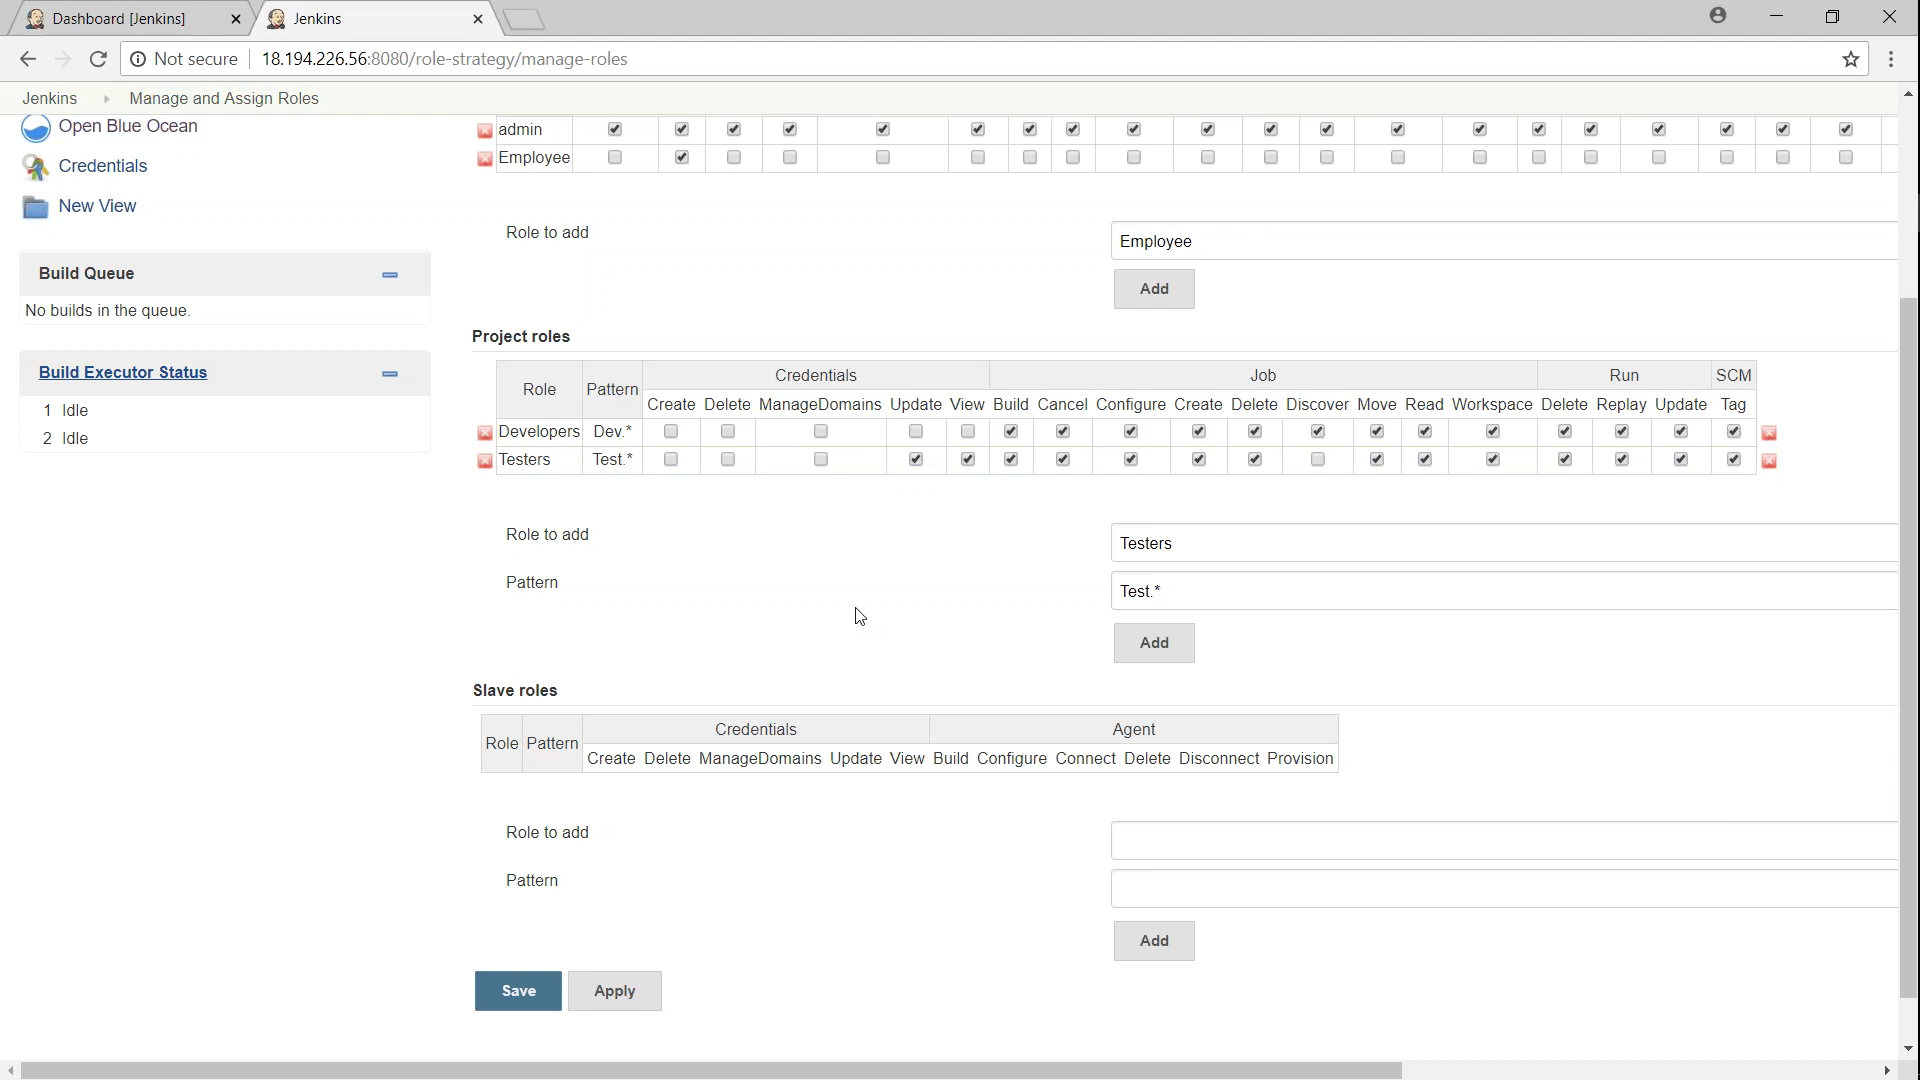 Dashboard [Jenkins]
Jenkins
Not secure
18.194.226.56:8080/role-strategy/manage-roles
Jenkins
Manage and Assign Roles
Open Blue Ocean
Credentials
New View
Build Queue
No builds in the queue.
Build Executor Status
1 Idle
2 Idle
admin
Employee
Role to add
Employee
Add
Project roles
Role Pattern Credentials Job Run SCM
Create Delete ManageDomains Update View Build Cancel Configure Create Delete Discover Move Read Workspace Delete Replay Update Tag
Developers Dev.*
Testers Test.*
Role to add
Testers
Pattern
Test.*
Add
Slave roles
Role Pattern Credentials Agent
Create Delete ManageDomains Update View Build Configure Connect Delete Disconnect Provision
Role to add
Pattern
Add
Save Apply